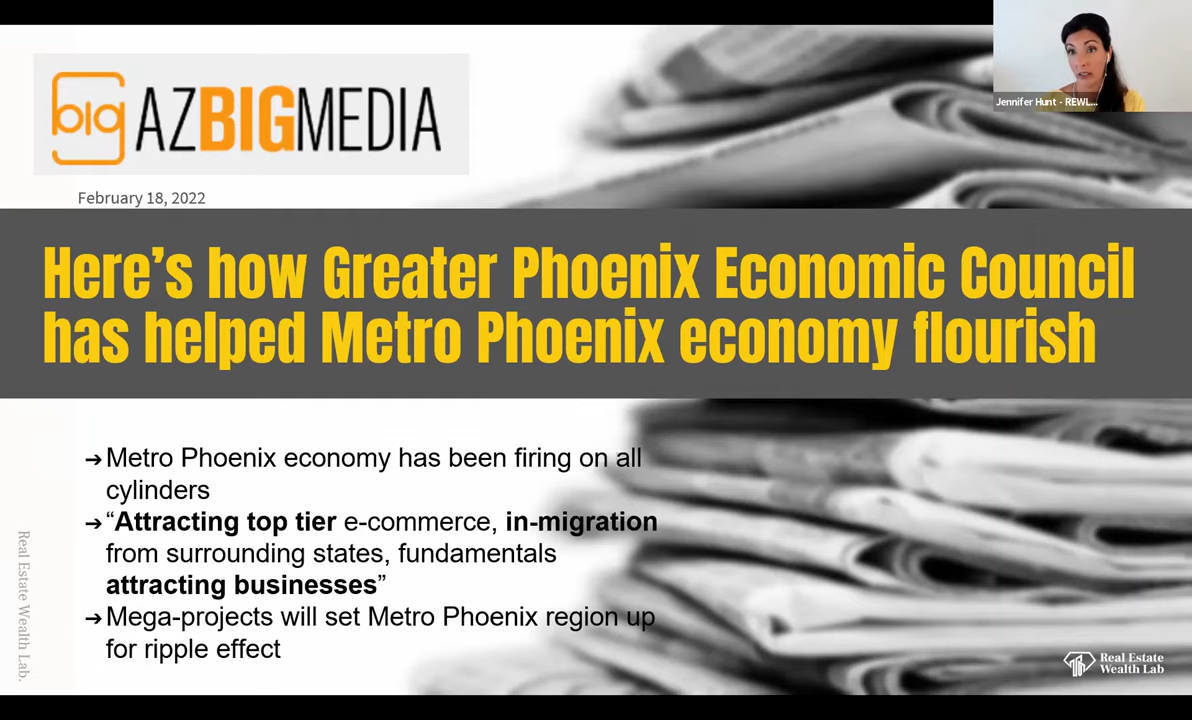 Jennifer Hunt - REWL...
big AZBIGMEDIA
February 18, 2022
Here's how Greater Phoenix Economic Council
has helped Metro Phoenix economy flourish
➔Metro Phoenix economy has been firing on all
cylinders
➔“Attracting top tier e-commerce, in-migration
from surrounding states, fundamentals
attracting businesses”
➔Mega-projects will set Metro Phoenix region up
for ripple effect
Real Estate Wealth Lab.
Real Estate
Wealth Lab